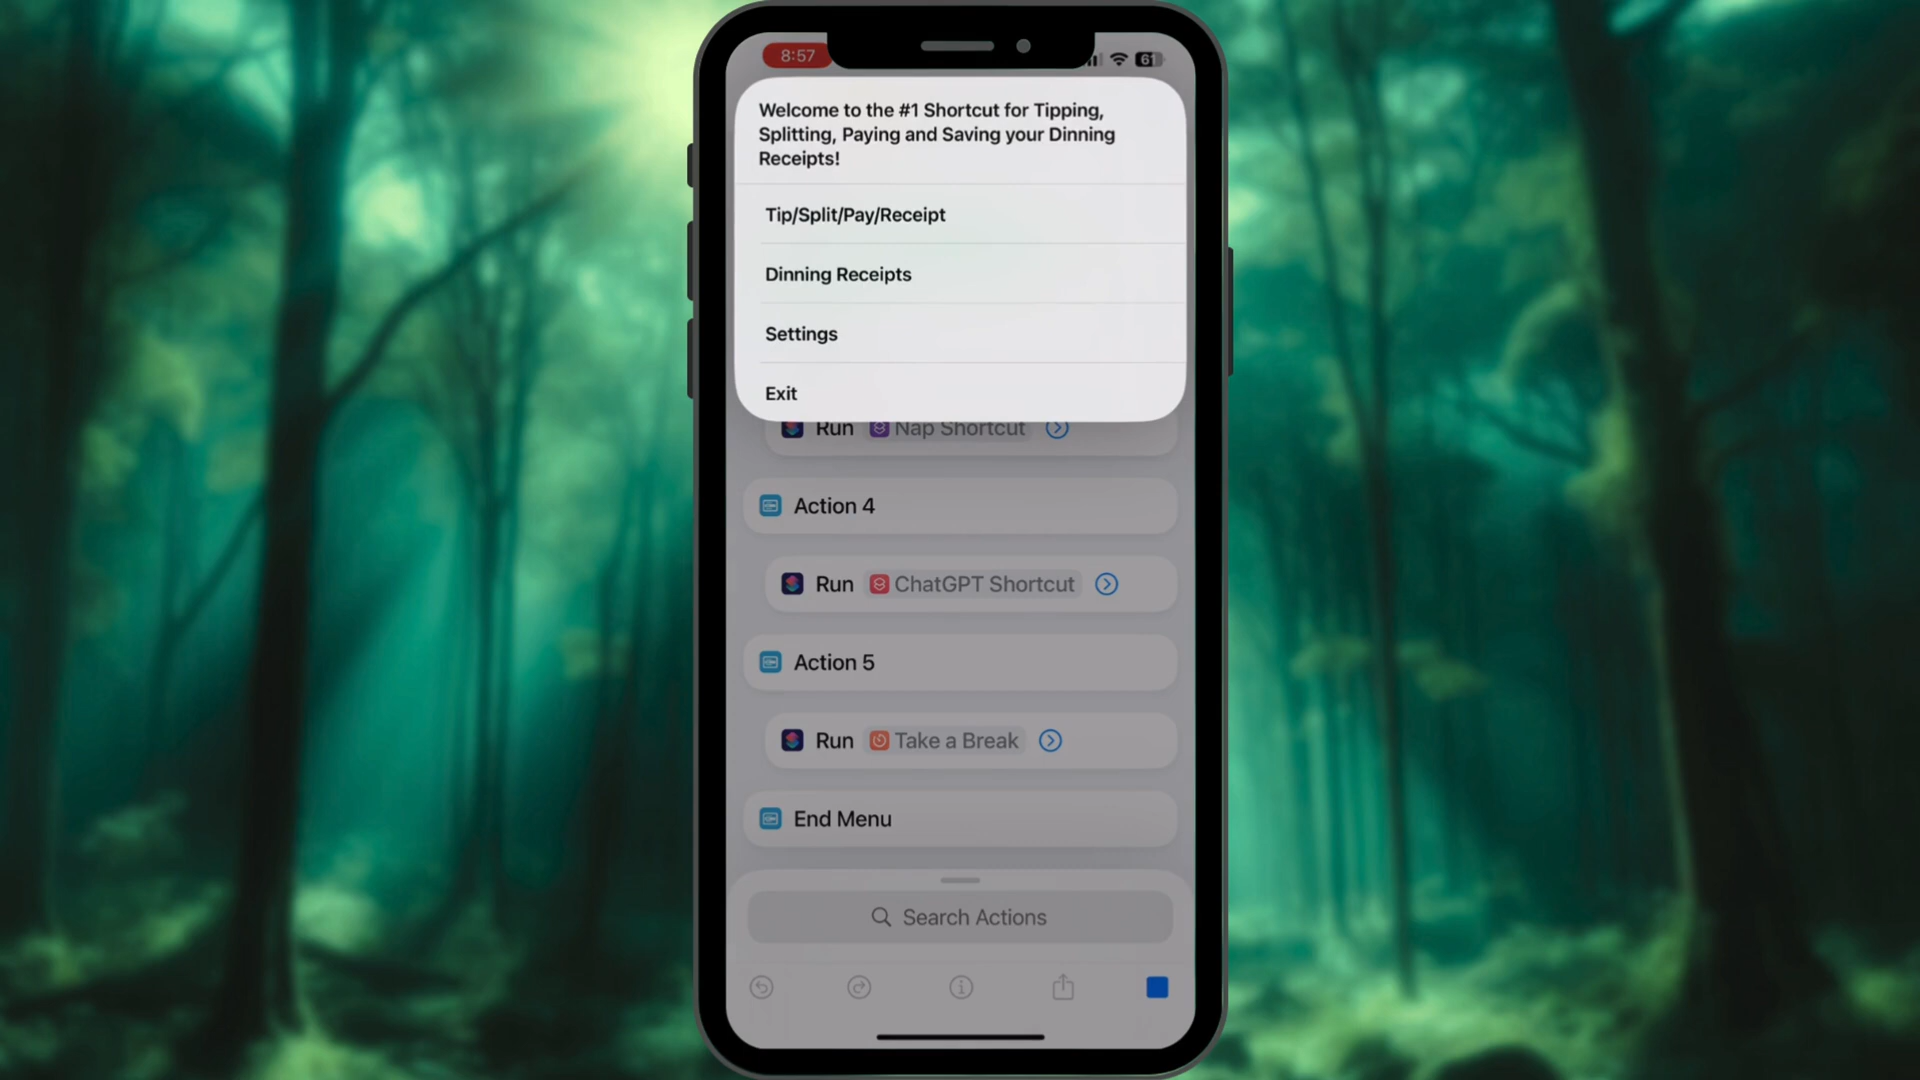 8:57
61
Welcome to the #1 Shortcut for Tipping,
Splitting, Paying and Saving your Dinning
Receipts!
Tip/Split/Pay/Receipt
Dinning Receipts
Settings
Exit
Run Nap Shortcut
Action 4
Run ChatGPT Shortcut
Action 5
Run Take a Break
End Menu
Search Actions